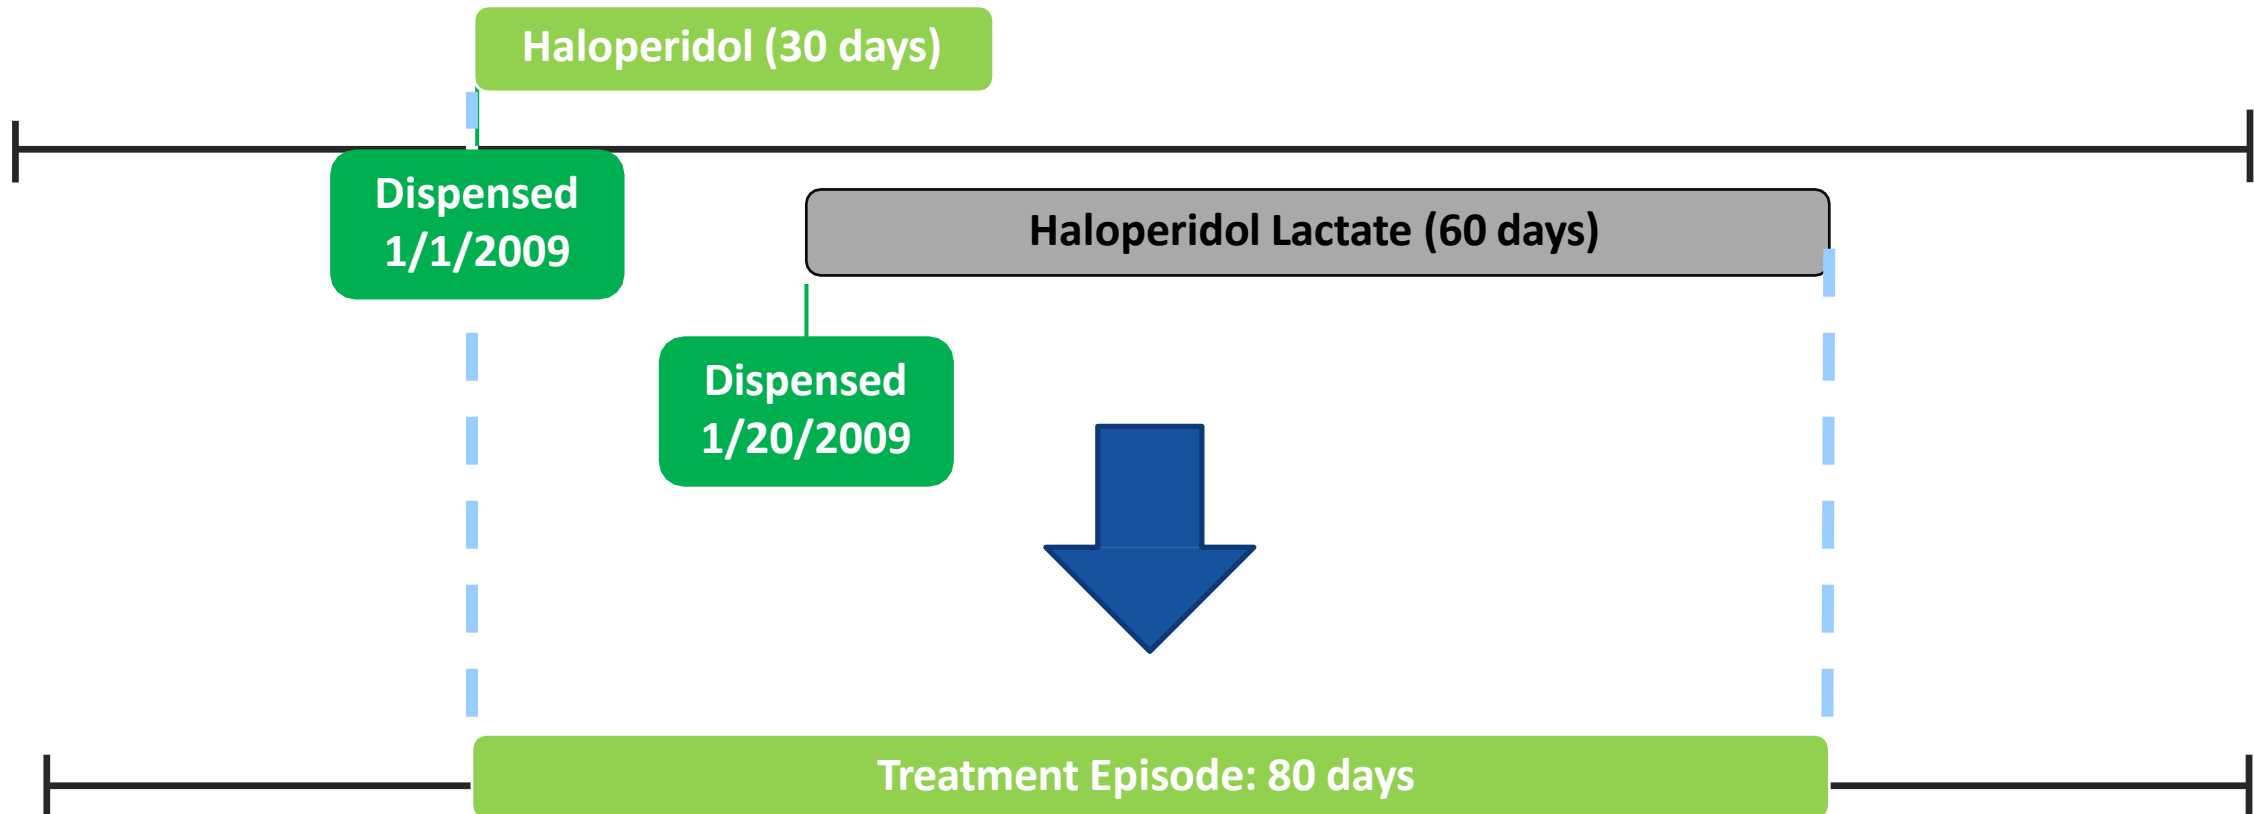 Haloperidol (30 days)
Dispensed
1/1/2009
Haloperidol Lactate (60 days)
Dispensed
1/20/2009
Treatment Episode: 80 days